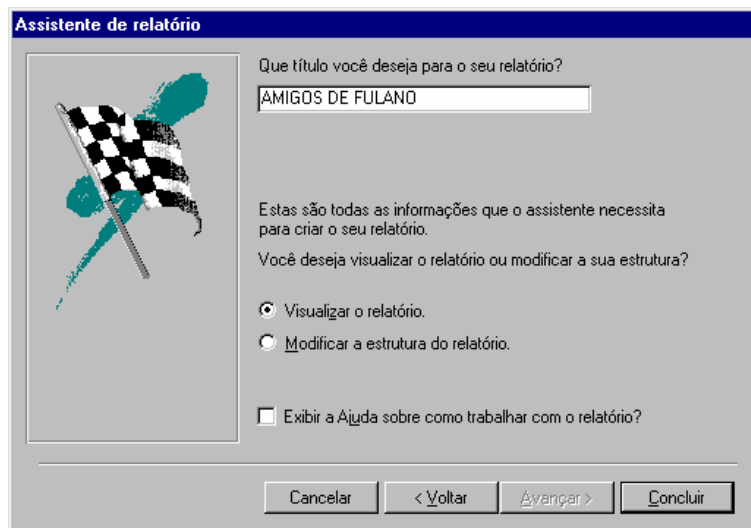 Assistente de relatório
Que título você deseja para o seu relatório?
AMIGOS DE FULANO
Estas são todas as informações que o assistente necessita
para criar o seu relatório.
Você deseja visualizar o relatório ou modificar a sua estrutura?
Visualizar o relatório.
Modificar a estrutura do relatório.
Exibir a Ajuda sobre como trabalhar com o relatório?
Cancelar
< Voltar
Avançar >
Concluir